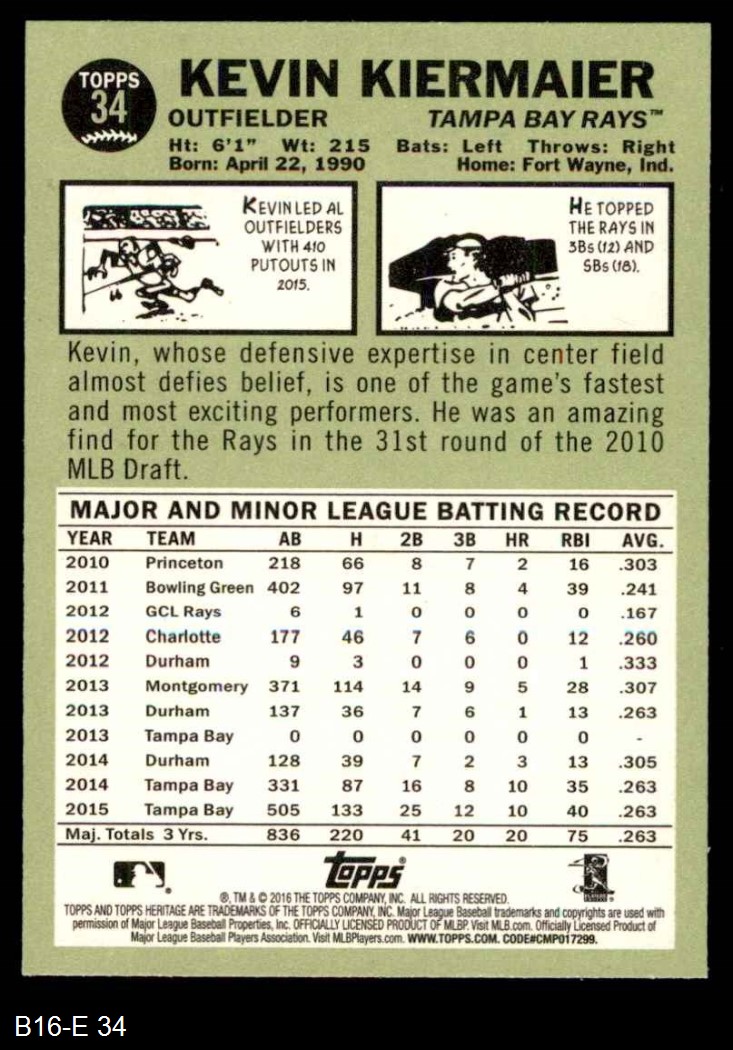 TOPPS
34
KEVIN KIERMAIER
OUTFIELDER TAMPA BAY RAYS™
Ht: 6'1" Wt: 215 Bats: Left Throws: Right
Born: April 22, 1990 Home: Fort Wayne, Ind.
KEVIN LED AL
OUTFIELDERS
WITH 410
PUTOUTS IN
2015.
HE TOPPED
THE RAYS IN
3Bs (12) AND
SBs (18).
Kevin, whose defensive expertise in center field
almost defies belief, is one of the game's fastest
and most exciting performers. He was an amazing
find for the Rays in the 31st round of the 2010
MLB Draft.
MAJOR AND MINOR LEAGUE BATTING RECORD
YEAR TEAM AB H 2B 3B HR RBI AVG.
2010 Princeton 218 66 8 7 2 16 .303
2011 Bowling Green 402 97 11 8 4 39 .241
2012 GCL Rays 6 1 0 0 0 0 .167
2012 Charlotte 177 46 7 6 0 12 .260
2012 Durham 9 3 0 0 0 1 .333
2013 Montgomery 371 114 14 9 5 28 .307
2013 Durham 137 36 7 6 1 13 .263
2013 Tampa Bay 0 0 0 0 0 0 -
2014 Durham 128 39 7 2 3 13 .305
2014 Tampa Bay 331 87 16 8 10 35 .263
2015 Tampa Bay 505 133 25 12 10 40 .263
Maj. Totals 3 Yrs. 836 220 41 20 20 75 .263
Topps®
®, TM & © 2016 THE TOPPS COMPANY, INC. ALL RIGHTS RESERVED.
TOPPS AND TOPPS HERITAGE ARE TRADEMARKS OF THE TOPPS COMPANY, INC. Major League Baseball trademarks and copyrights are used with
permission of Major League Baseball Properties, Inc. OFFICIALLY LICENSED PRODUCT OF MLBP. Visit MLB.com. Officially Licensed Product of
Major League Baseball Players Association. Visit MLBPlayers.com. WWW.TOPPS.COM. CODE#CMP017299.
B16-E 34